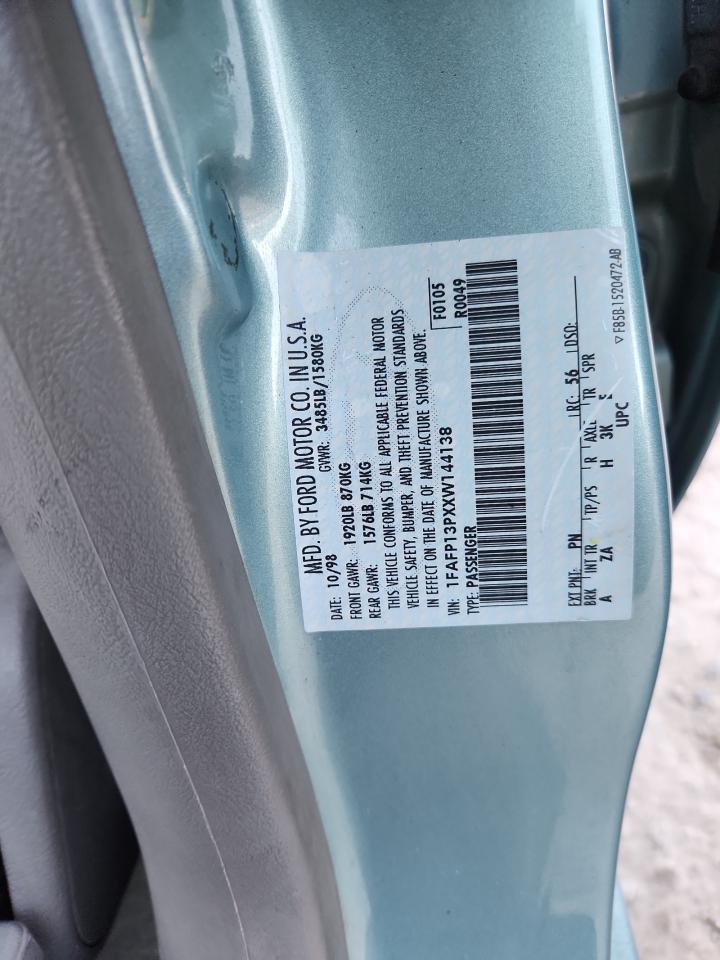 MFD. BY FORD MOTOR CO. IN U.S.A.
DATE: 10/98 GVWR: 3485LB/1580KG
FRONT GAWR: 1920LB 870KG
REAR GAWR: 1576LB 714KG
THIS VEHICLE CONFORMS TO ALL APPLICABLE FEDERAL MOTOR
VEHICLE SAFETY, BUMPER, AND THEFT PREVENTION STANDARDS
IN EFFECT ON THE DATE OF MANUFACTURE SHOWN ABOVE.
VIN: 1FAFP13PXXW144138 F0105
TYPE: PASSENGER R0049
EXT PNT: PN RC: 56 DSO:
BRK INT TR TP/PS R AXLE TR SPR
A ZA H 3K E
UPC
▽ F85B-1520472-AB